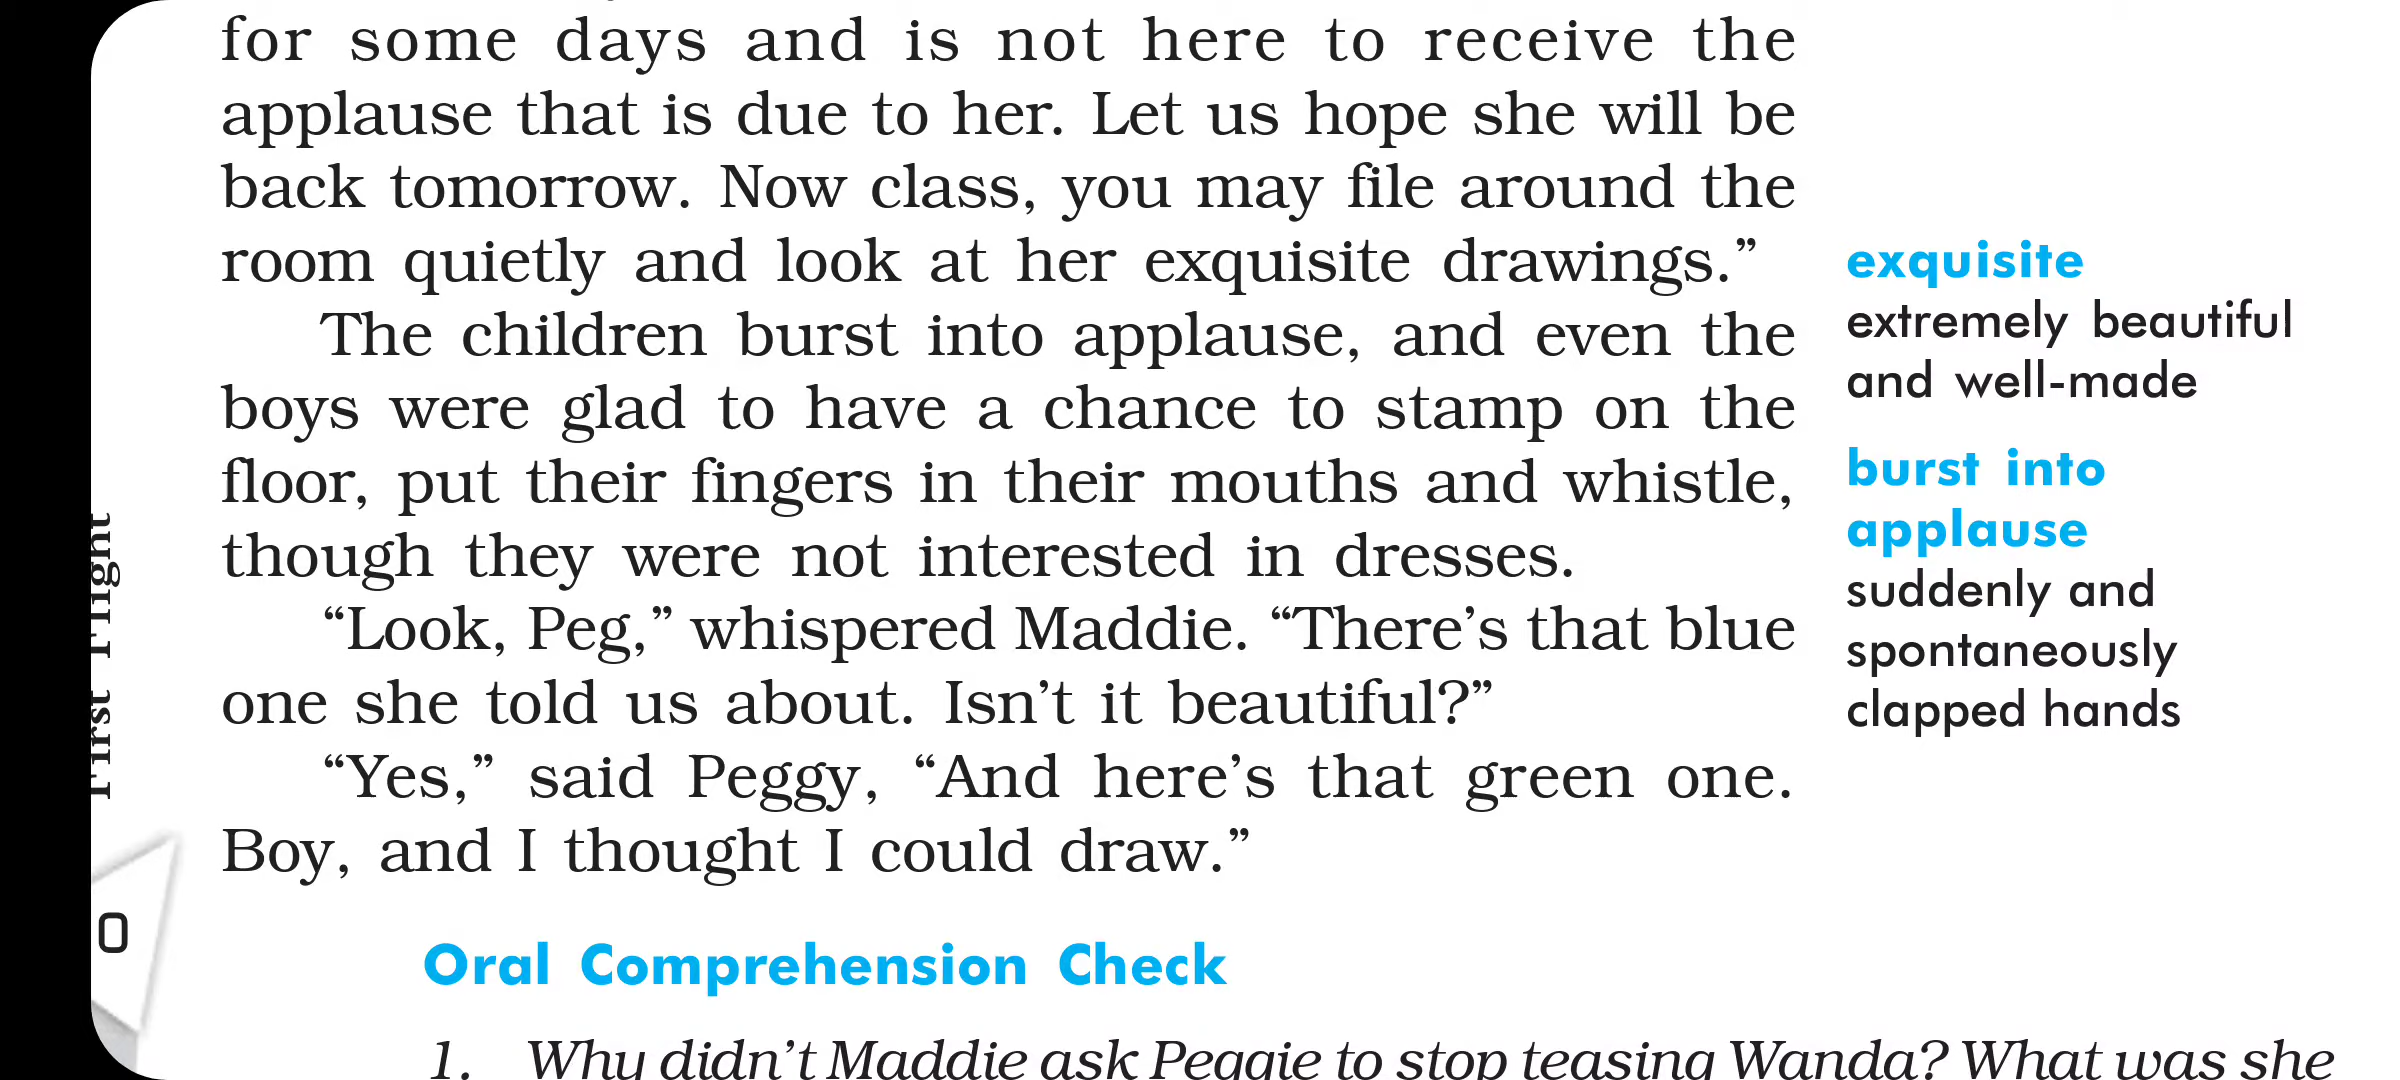 for some days and is not here to receive the
applause that is due to her. Let us hope she will be
back tomorrow. Now class, you may file around the
room quietly and look at her exquisite drawings.”
The children burst into applause, and even the
boys were glad to have a chance to stamp on the
floor, put their fingers in their mouths and whistle,
though they were not interested in dresses.
“Look, Peg,” whispered Maddie. “There’s that blue
one she told us about. Isn’t it beautiful?”
“Yes,” said Peggy, “And here’s that green one.
Boy, and I thought I could draw.”
exquisite
extremely beautiful
and well-made
burst into
applause
suddenly and
spontaneously
clapped hands
First Flight
0
Oral Comprehension Check
1. Why didn’t Maddie ask Peggie to stop teasing Wanda? What was she